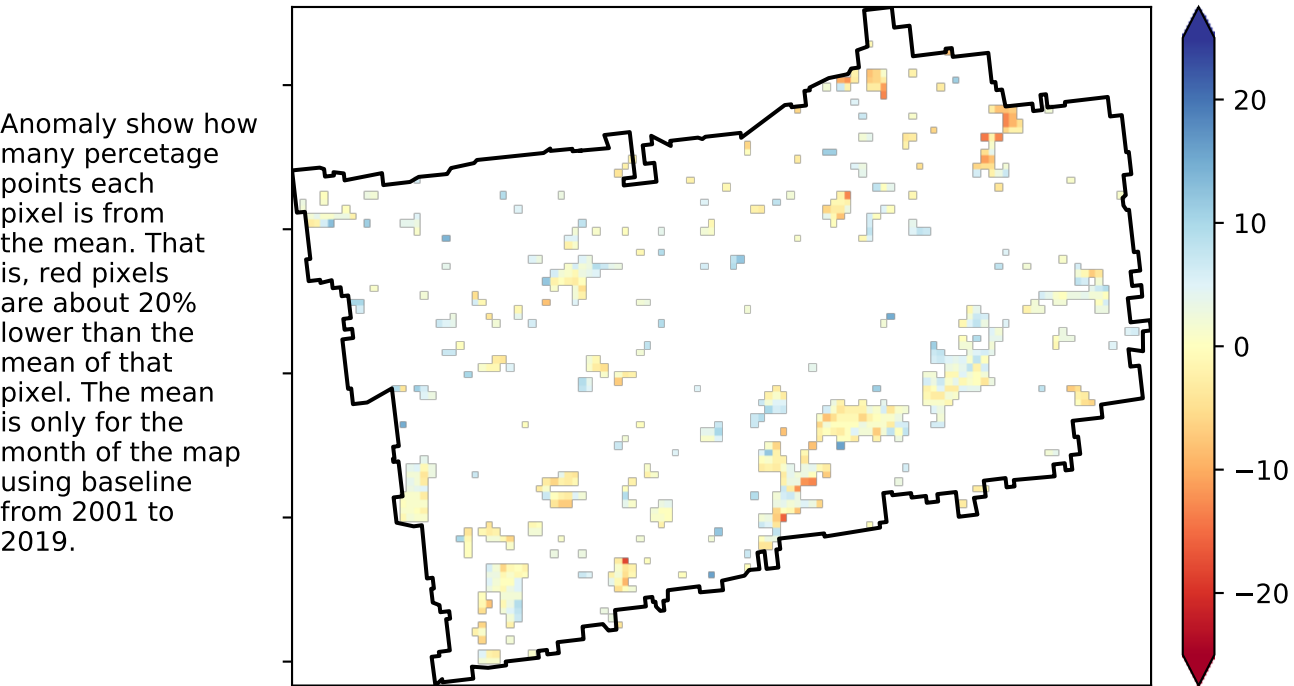 Anomaly show how
many percetage
points each
pixel is from
the mean. That
is, red pixels
are about 20%
lower than the
mean of that
pixel. The mean
is only for the
month of the map
using baseline
from 2001 to
2019.
20
10
0
−10
−20